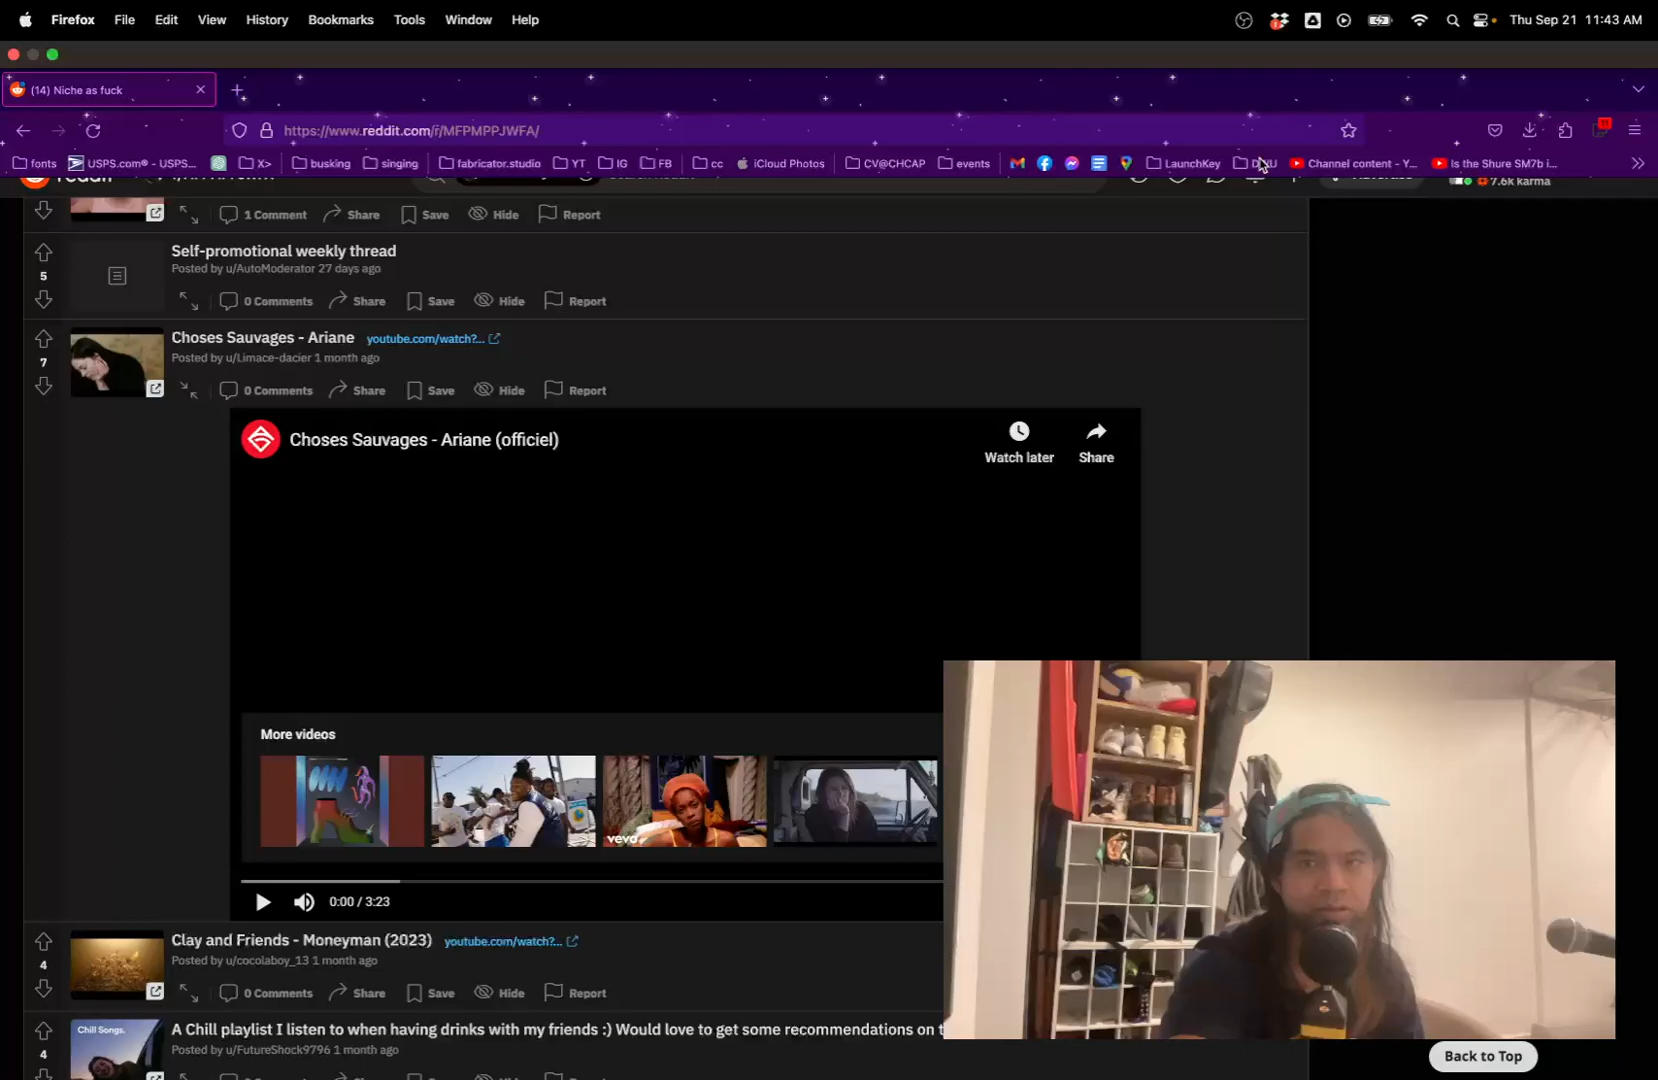 Firefox File Edit View History Bookmarks Tools Window Help Thu Sep 21 11:43 AM
(14) Niche as fuck
https://www.reddit.com/r/MFPMPPJWFA/
fonts USPS.com® - USPS... X> busking singing fabricator.studio YT IG FB cc iCloud Photos CV@CHCAP events LaunchKey Channel content - Y... Is the Shure SM7b i...
7.6k karma
1 Comment Share Save Hide Report
Self-promotional weekly thread
Posted by u/AutoModerator 27 days ago
5
0 Comments Share Save Hide Report
Choses Sauvages - Ariane youtube.com/watch?...
Posted by u/Limace-dacier 1 month ago
7
0 Comments Share Save Hide Report
Choses Sauvages - Ariane (officiel)
Watch later Share
More videos
vevo
0:00 / 3:23
Clay and Friends - Moneyman (2023) youtube.com/watch?...
Posted by u/cocolaboy_13 1 month ago
4
0 Comments Share Save Hide Report
Chill Songs.
A Chill playlist I listen to when having drinks with my friends :) Would love to get some recommendations on t
Posted by u/FutureShock9796 1 month ago
4
Back to Top